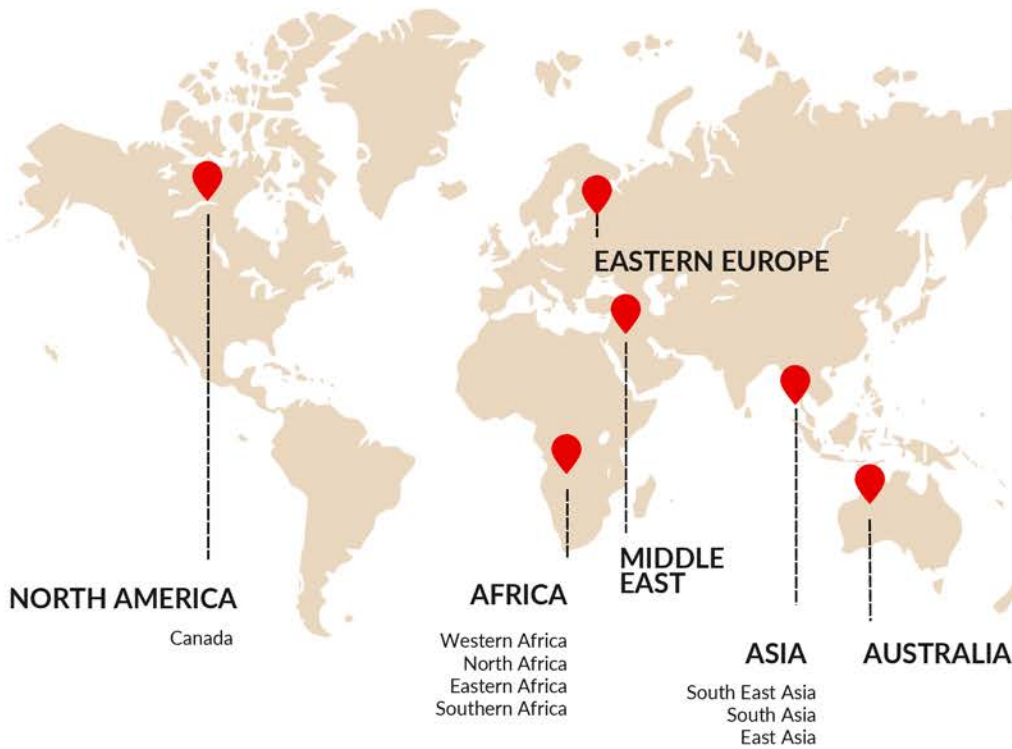 EASTERN EUROPE
NORTH AMERICA
Canada
AFRICA
Western Africa
North Africa
Eastern Africa
Southern Africa
MIDDLE
EAST
ASIA
South East Asia
South Asia
East Asia
AUSTRALIA